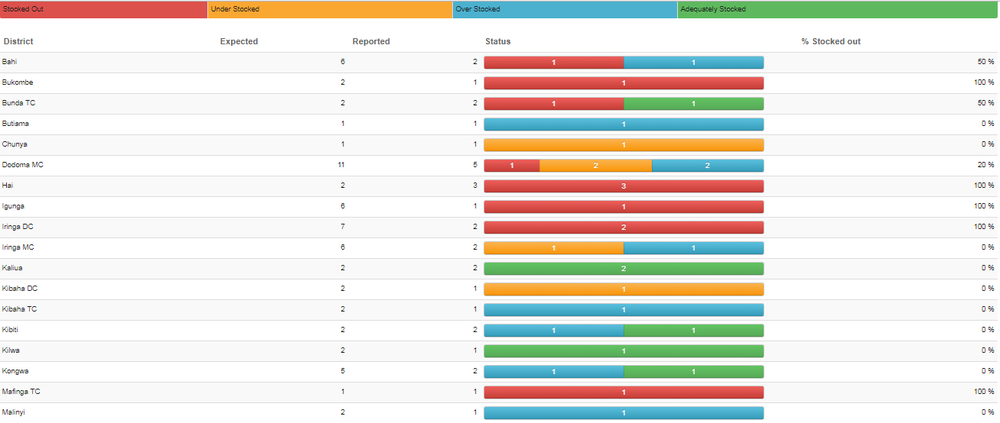 Stocked Out Under Stocked Over Stocked Adequately Stocked
District Expected Reported Status % Stocked out
Bahi 6 2 1 1 50 %
Bukombe 2 1 1 100 %
Bunda TC 2 2 1 1 50 %
Butiama 1 1 1 0 %
Chunya 1 1 1 0 %
Dodoma MC 11 5 1 2 2 20 %
Hai 2 3 3 100 %
Igunga 6 1 1 100 %
Iringa DC 7 2 2 100 %
Iringa MC 6 2 1 1 0 %
Kaliua 2 2 2 0 %
Kibaha DC 2 1 1 0 %
Kibaha TC 2 1 1 0 %
Kibiti 2 2 1 1 0 %
Kilwa 2 1 1 0 %
Kongwa 5 2 1 1 0 %
Mafinga TC 1 1 1 100 %
Malinyi 2 1 1 0 %